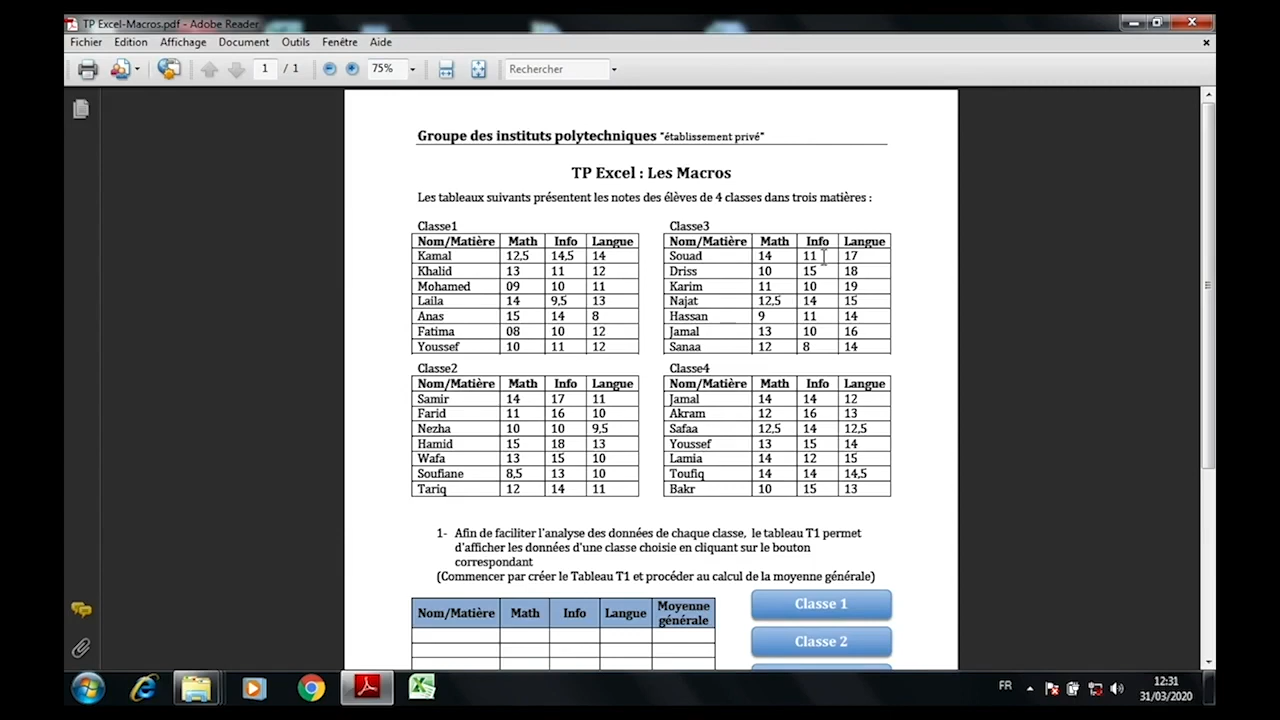 TP Excel-Macros.pdf - Adobe Reader
Fichier Edition Affichage Document Outils Fenêtre Aide
1 / 1 75% Rechercher
Groupe des instituts polytechniques "établissement privé"
TP Excel : Les Macros
Les tableaux suivants présentent les notes des élèves de 4 classes dans trois matières :
Classe1
Nom/Matière Math Info Langue
Kamal 12,5 14,5 14
Khalid 13 11 12
Mohamed 09 10 11
Laila 14 9,5 13
Anas 15 14 8
Fatima 08 10 12
Youssef 10 11 12
Classe3
Nom/Matière Math Info Langue
Souad 14 11 17
Driss 10 15 18
Karim 11 10 19
Najat 12,5 14 15
Hassan 9 11 14
Jamal 13 10 16
Sanaa 12 8 14
Classe2
Nom/Matière Math Info Langue
Samir 14 17 11
Farid 11 16 10
Nezha 10 10 9,5
Hamid 15 18 13
Wafa 13 15 10
Soufiane 8,5 13 10
Tariq 12 14 11
Classe4
Nom/Matière Math Info Langue
Jamal 14 14 12
Akram 12 16 13
Safaa 12,5 14 12,5
Youssef 13 15 14
Lamia 14 12 15
Toufiq 14 14 14,5
Bakr 10 15 13
1- Afin de faciliter l'analyse des données de chaque classe, le tableau T1 permet
d'afficher les données d'une classe choisie en cliquant sur le bouton
correspondant
(Commencer par créer le Tableau T1 et procéder au calcul de la moyenne générale)
Nom/Matière Math Info Langue Moyenne générale
Classe 1
Classe 2
FR 12:31
31/03/2020